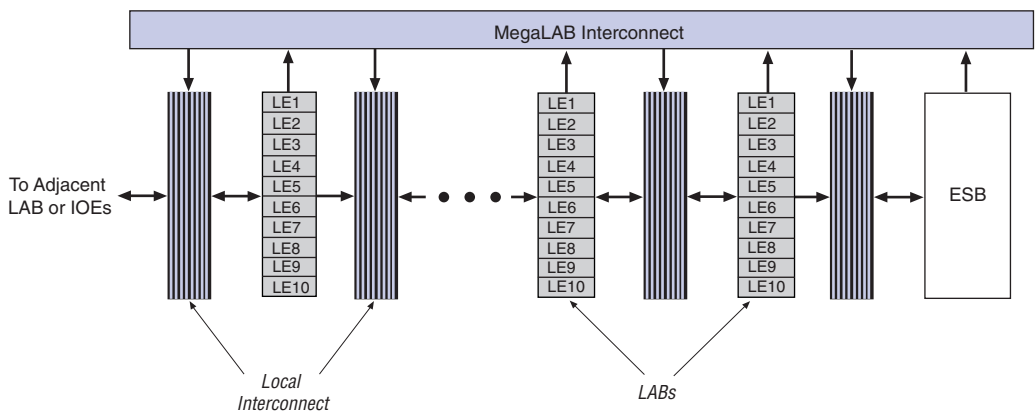 MegaLAB Interconnect
LE1
LE2
LE3
LE4
LE5
LE6
LE7
LE8
LE9
LE10
LE1
LE2
LE3
LE4
LE5
LE6
LE7
LE8
LE9
LE10
LE1
LE2
LE3
LE4
LE5
LE6
LE7
LE8
LE9
LE10
To Adjacent
LAB or IOEs
ESB
Local
Interconnect
LABs